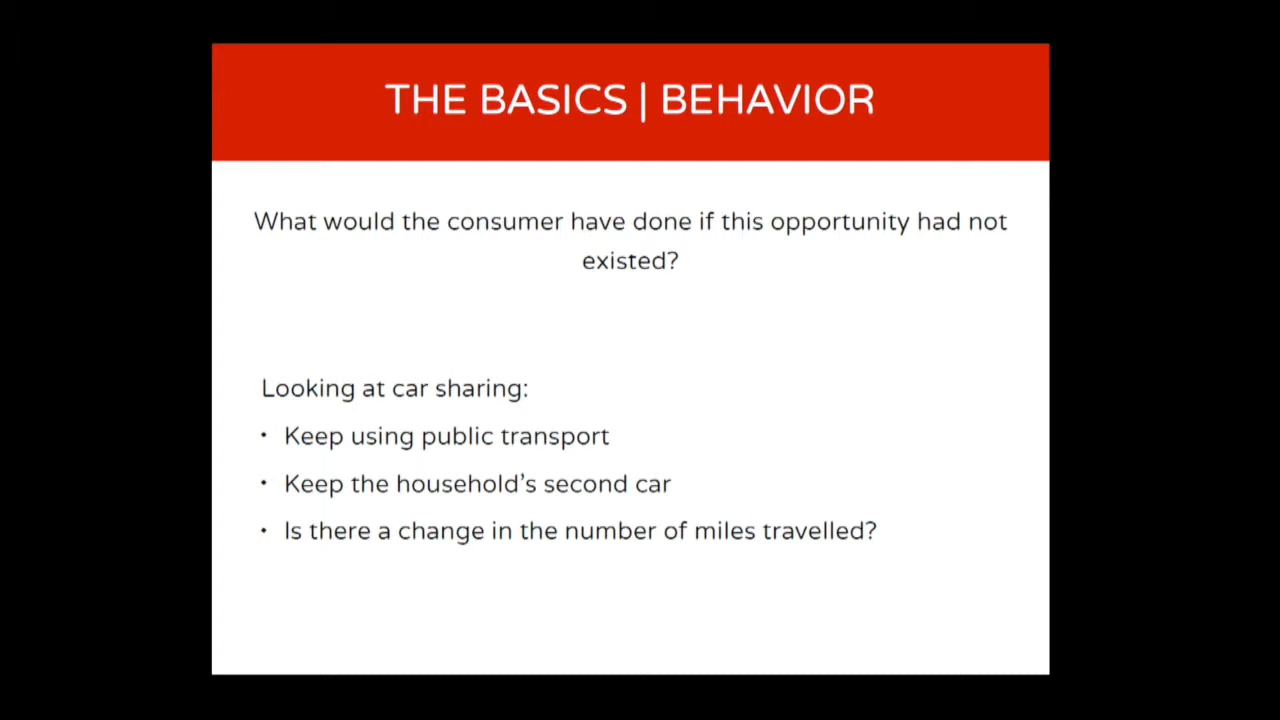 THE BASICS | BEHAVIOR
What would the consumer have done if this opportunity had not
existed?
Looking at car sharing:
• Keep using public transport
• Keep the household’s second car
• Is there a change in the number of miles travelled?